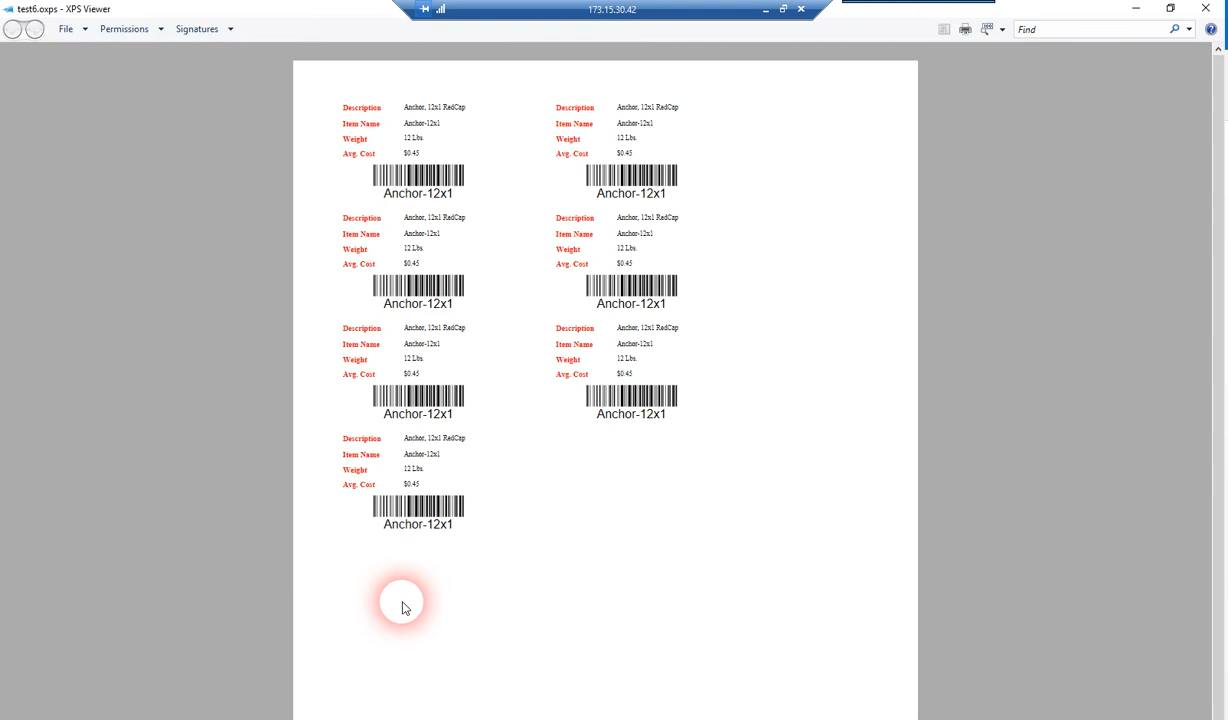 test6.oxps - XPS Viewer
173.15.30.42
File Permissions Signatures
Find
Description Anchor, 12x1 RedCap Description Anchor, 12x1 RedCap
Item Name Anchor-12x1 Item Name Anchor-12x1
Weight 12 Lbs. Weight 12 Lbs.
Avg. Cost $0.45 Avg. Cost $0.45
Anchor-12x1 Anchor-12x1
Description Anchor, 12x1 RedCap Description Anchor, 12x1 RedCap
Item Name Anchor-12x1 Item Name Anchor-12x1
Weight 12 Lbs. Weight 12 Lbs.
Avg. Cost $0.45 Avg. Cost $0.45
Anchor-12x1 Anchor-12x1
Description Anchor, 12x1 RedCap Description Anchor, 12x1 RedCap
Item Name Anchor-12x1 Item Name Anchor-12x1
Weight 12 Lbs. Weight 12 Lbs.
Avg. Cost $0.45 Avg. Cost $0.45
Anchor-12x1 Anchor-12x1
Description Anchor, 12x1 RedCap
Item Name Anchor-12x1
Weight 12 Lbs.
Avg. Cost $0.45
Anchor-12x1